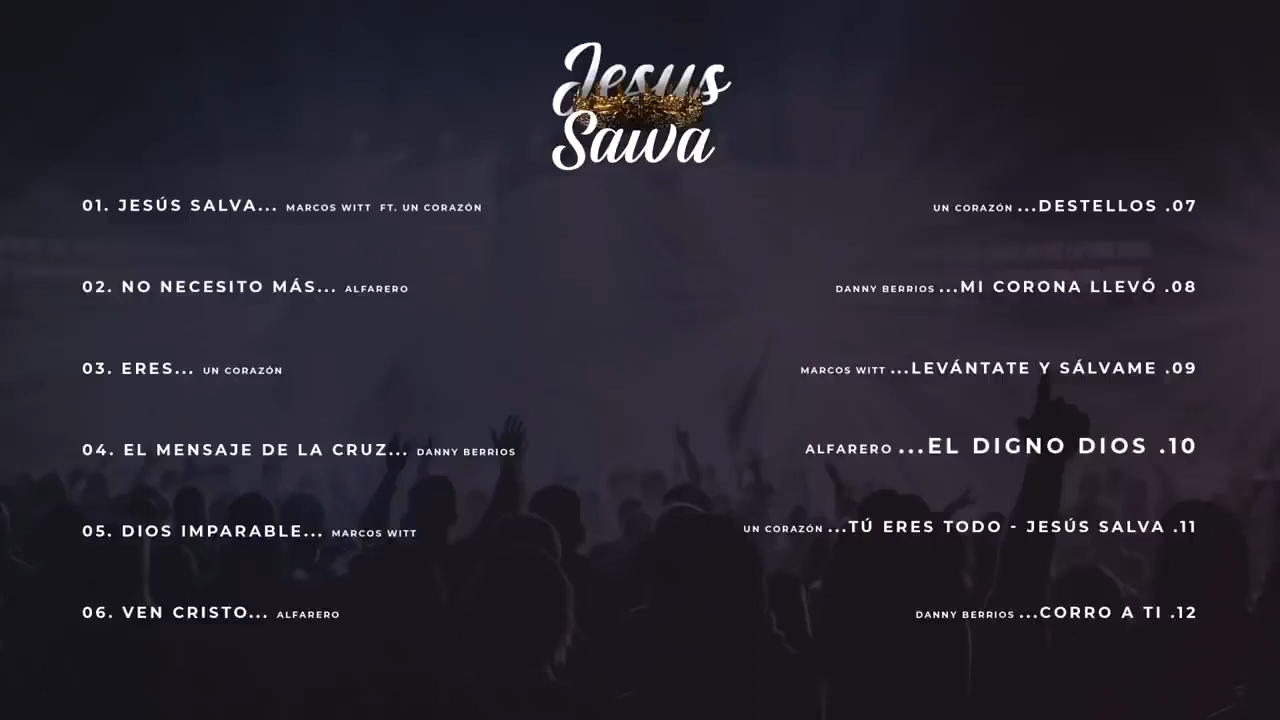 Jesus
Salva
01. JESÚS SALVA... MARCOS WITT FT. UN CORAZÓN
02. NO NECESITO MÁS... ALFARERO
03. ERES... UN CORAZÓN
04. EL MENSAJE DE LA CRUZ... DANNY BERRIOS
05. DIOS IMPARABLE... MARCOS WITT
06. VEN CRISTO... ALFARERO
UN CORAZÓN ...DESTELLOS .07
DANNY BERRIOS ...MI CORONA LLEVÓ .08
MARCOS WITT ...LEVÁNTATE Y SÁLVAME .09
ALFARERO ...EL DIGNO DIOS .10
UN CORAZÓN ...TÚ ERES TODO - JESÚS SALVA .11
DANNY BERRIOS ...CORRO A TI .12